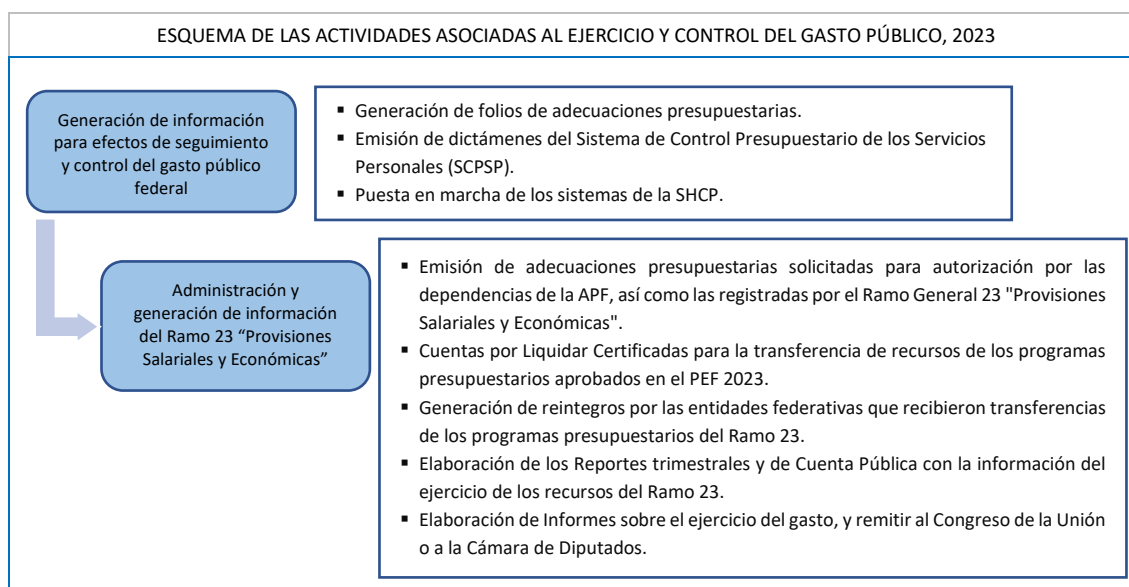 ESQUEMA DE LAS ACTIVIDADES ASOCIADAS AL EJERCICIO Y CONTROL DEL GASTO PÚBLICO, 2023
Generación de información
para efectos de seguimiento
y control del gasto público
federal
▪ Generación de folios de adecuaciones presupuestarias.
▪ Emisión de dictámenes del Sistema de Control Presupuestario de los Servicios
Personales (SCPSP).
▪ Puesta en marcha de los sistemas de la SHCP.
Administración y
generación de información
del Ramo 23 “Provisiones
Salariales y Económicas”
▪ Emisión de adecuaciones presupuestarias solicitadas para autorización por las
dependencias de la APF, así como las registradas por el Ramo General 23 "Provisiones
Salariales y Económicas".
▪ Cuentas por Liquidar Certificadas para la transferencia de recursos de los programas
presupuestarios aprobados en el PEF 2023.
▪ Generación de reintegros por las entidades federativas que recibieron transferencias
de los programas presupuestarios del Ramo 23.
▪ Elaboración de los Reportes trimestrales y de Cuenta Pública con la información del
ejercicio de los recursos del Ramo 23.
▪ Elaboración de Informes sobre el ejercicio del gasto, y remitir al Congreso de la Unión
o a la Cámara de Diputados.